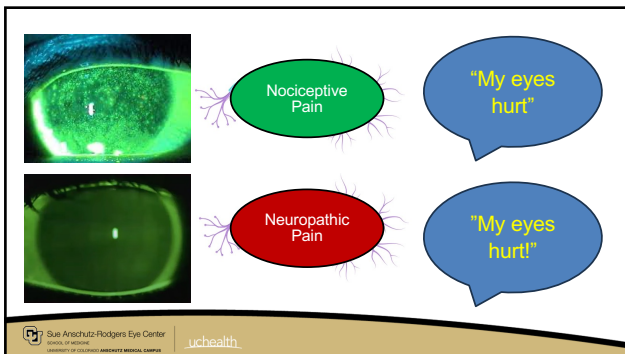 Nociceptive
Pain
“My eyes
hurt”
Neuropathic
Pain
”My eyes
hurt!”
Sue Anschutz-Rodgers Eye Center
SCHOOL OF MEDICINE
UNIVERSITY OF COLORADO ANSCHUTZ MEDICAL CAMPUS
uchealth